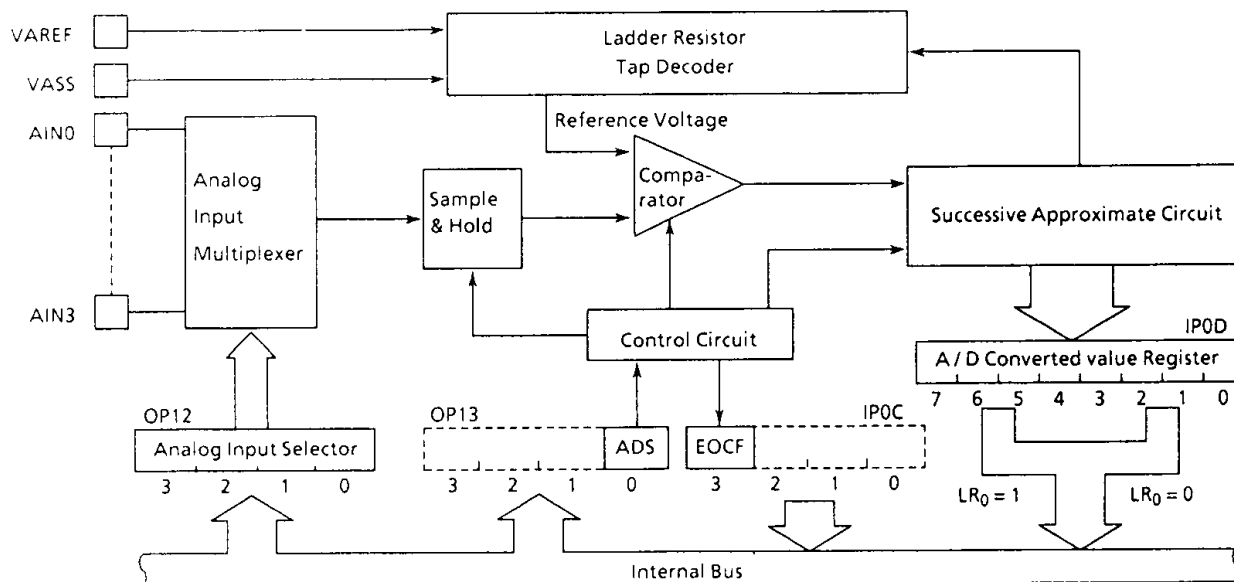 VAREF
Ladder Resistor
Tap Decoder
VASS
AIN0
Reference Voltage
Analog
Input
Multiplexer
Sample
& Hold
Compa-
rator
Successive Approximate Circuit
AIN3
Control Circuit
IP0D
A / D Converted value Register
7 6 5 4 3 2 1 0
OP12
Analog Input Selector
3 2 1 0
OP13
ADS
3 2 1 0
IP0C
EOCF
3 2 1 0
LR0 = 1
LR0 = 0
Internal Bus